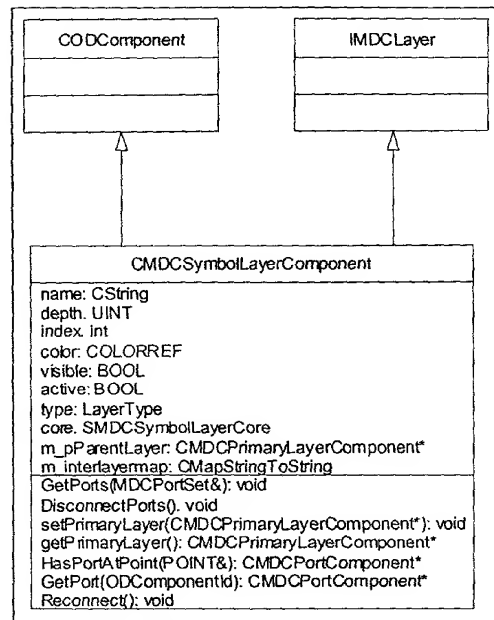 CODComponent
IMDCLayer
CMDCSymbolLayerComponent
name: CString
depth. UINT
index. int
color: COLORREF
visible: BOOL
active: BOOL
type: LayerType
core. SMDCSymbolLayerCore
m_pParentLayer: CMDCPrimaryLayerComponent*
m_interlayermap: CMapStringToString
GetPorts(MDCPortSet&): void
DisconnectPorts(). void
setPrimaryLayer(CMDCPrimaryLayerComponent*): void
getPrimaryLayer(): CMDCPrimaryLayerComponent*
HasPortAtPoint(POINT&): CMDCPortComponent*
GetPort(ODComponentId): CMDCPortComponent*
Reconnect(): void